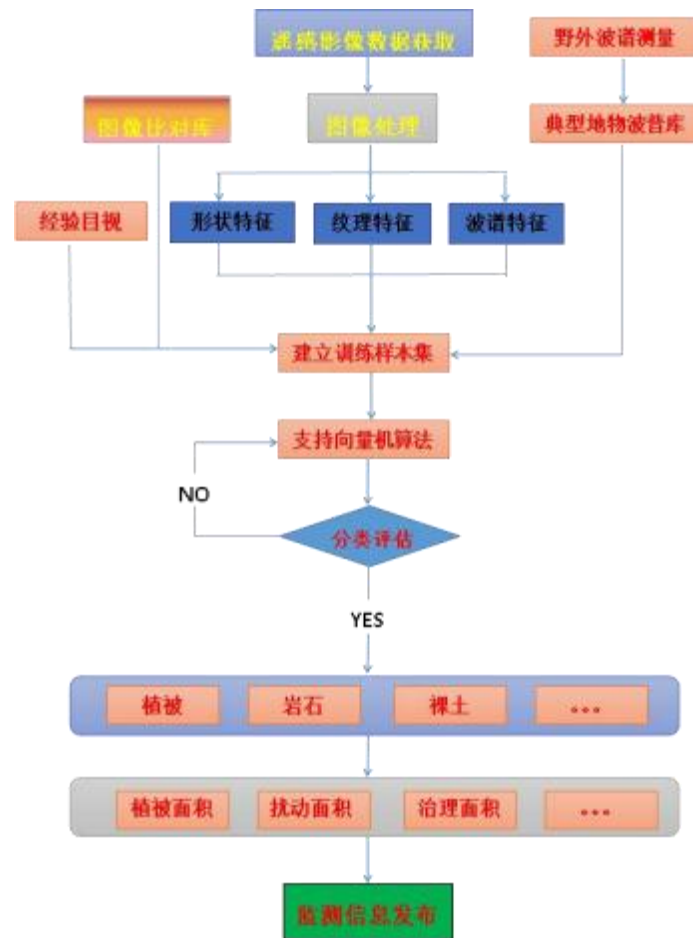 遥感影像数据获取
野外波谱测量
图像比对库
图像处理
典型地物波谱库
经验目视
形状特征
纹理特征
波谱特征
建立训练样本集
支持向量机算法
NO
分类评估
YES
植被
岩石
裸土
。。。
植被面积
扰动面积
治理面积
。。。
监测信息发布